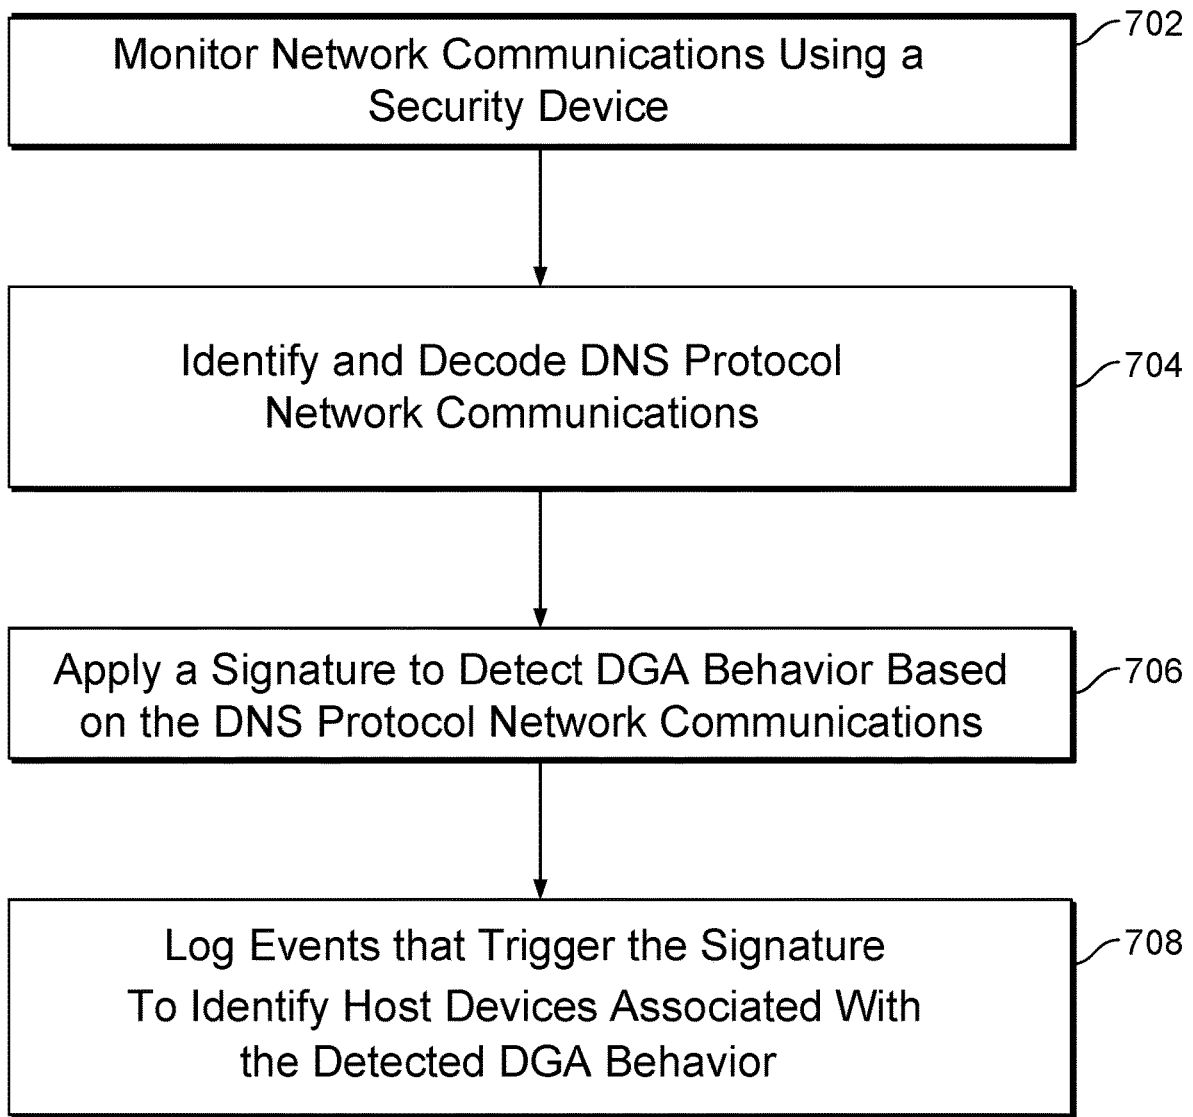 Monitor Network Communications Using a
Security Device
702
Identify and Decode DNS Protocol
Network Communications
704
Apply a Signature to Detect DGA Behavior Based
on the DNS Protocol Network Communications
706
Log Events that Trigger the Signature
To Identify Host Devices Associated With
the Detected DGA Behavior
708